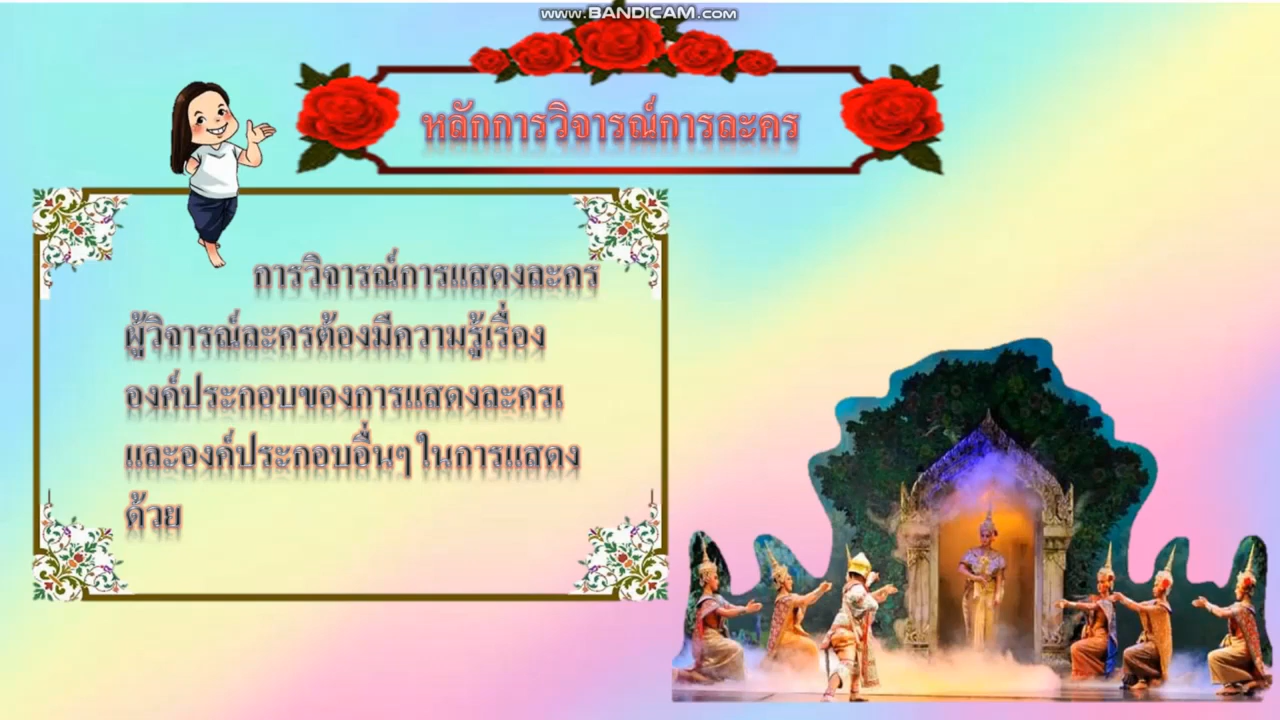 www.BANDICAM.com
หลักการวิจารณ์การละคร
การวิจารณ์การแสดงละคร
ผู้วิจารณ์ละครต้องมีความรู้เรื่อง
องค์ประกอบของการแสดงละครเ
และองค์ประกอบอื่นๆ ในการแสดง
ด้วย